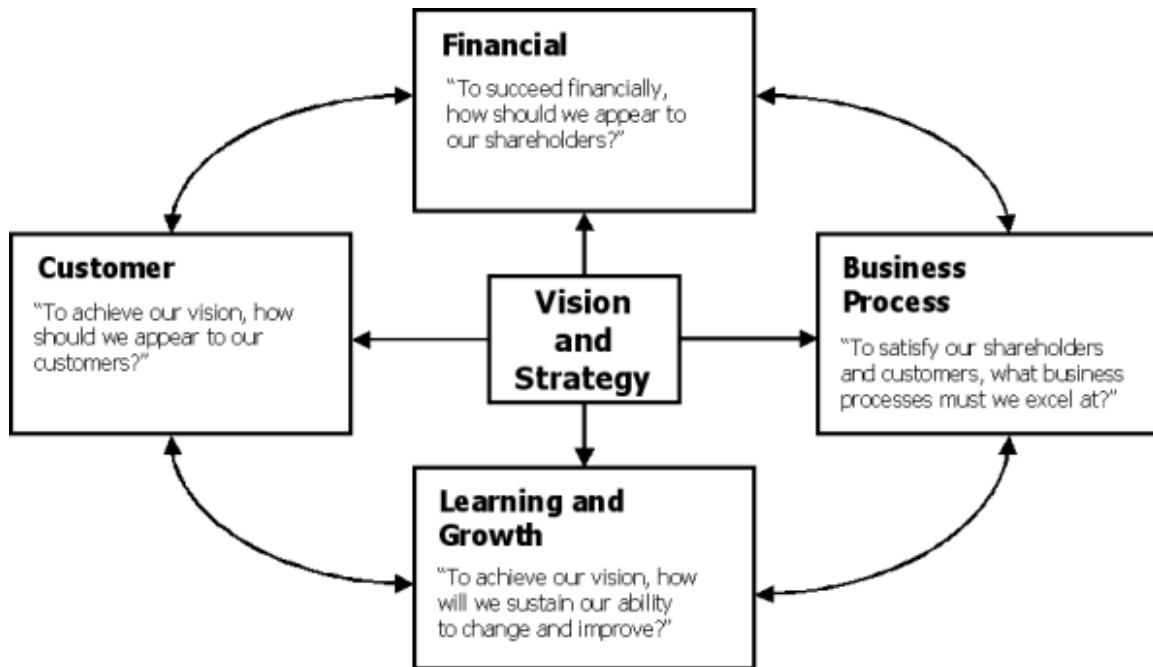 Financial
“To succeed financially,
how should we appear to
our shareholders?”
Customer
“To achieve our vision, how
should we appear to our
customers?”
Vision
and
Strategy
Business
Process
“To satisfy our shareholders
and customers, what business
processes must we excel at?”
Learning and
Growth
“To achieve our vision, how
will we sustain our ability
to change and improve?”